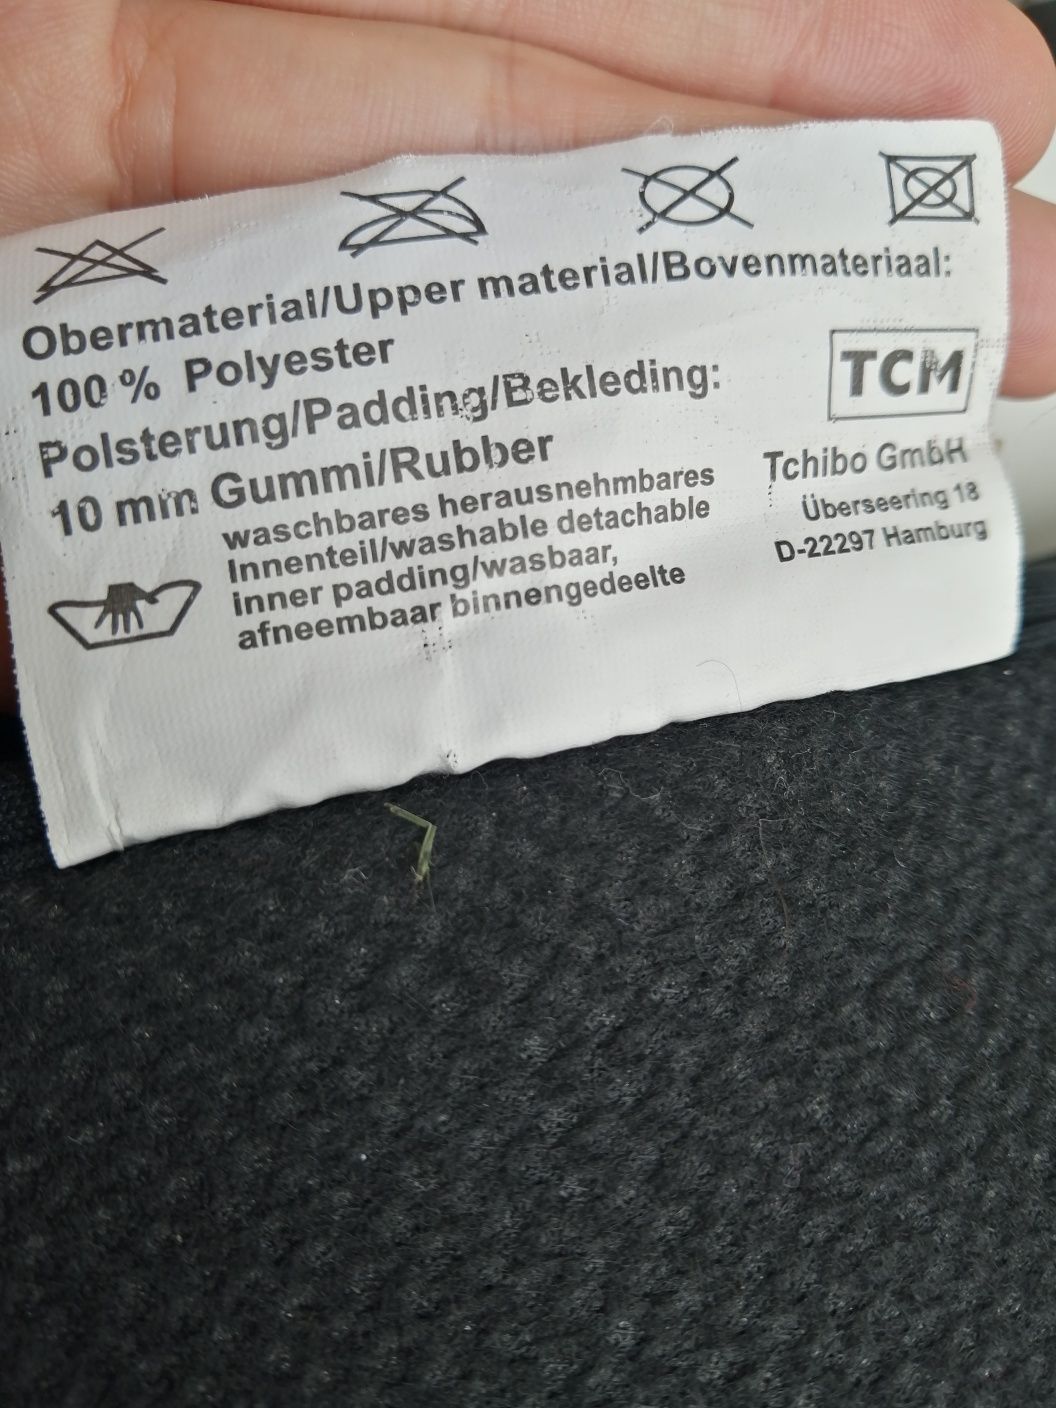 Obermaterial/Upper material/Bovenmateriaal:
100 % Polyester
Polsterung/Padding/Bekleding:
10 mm Gummi/Rubber
waschbares herausnehmbares
Innenteil/washable detachable
inner padding/wasbaar,
afneembaar binnengedeelte
TCM
Tchibo GmbH
Überseering 18
D-22297 Hamburg